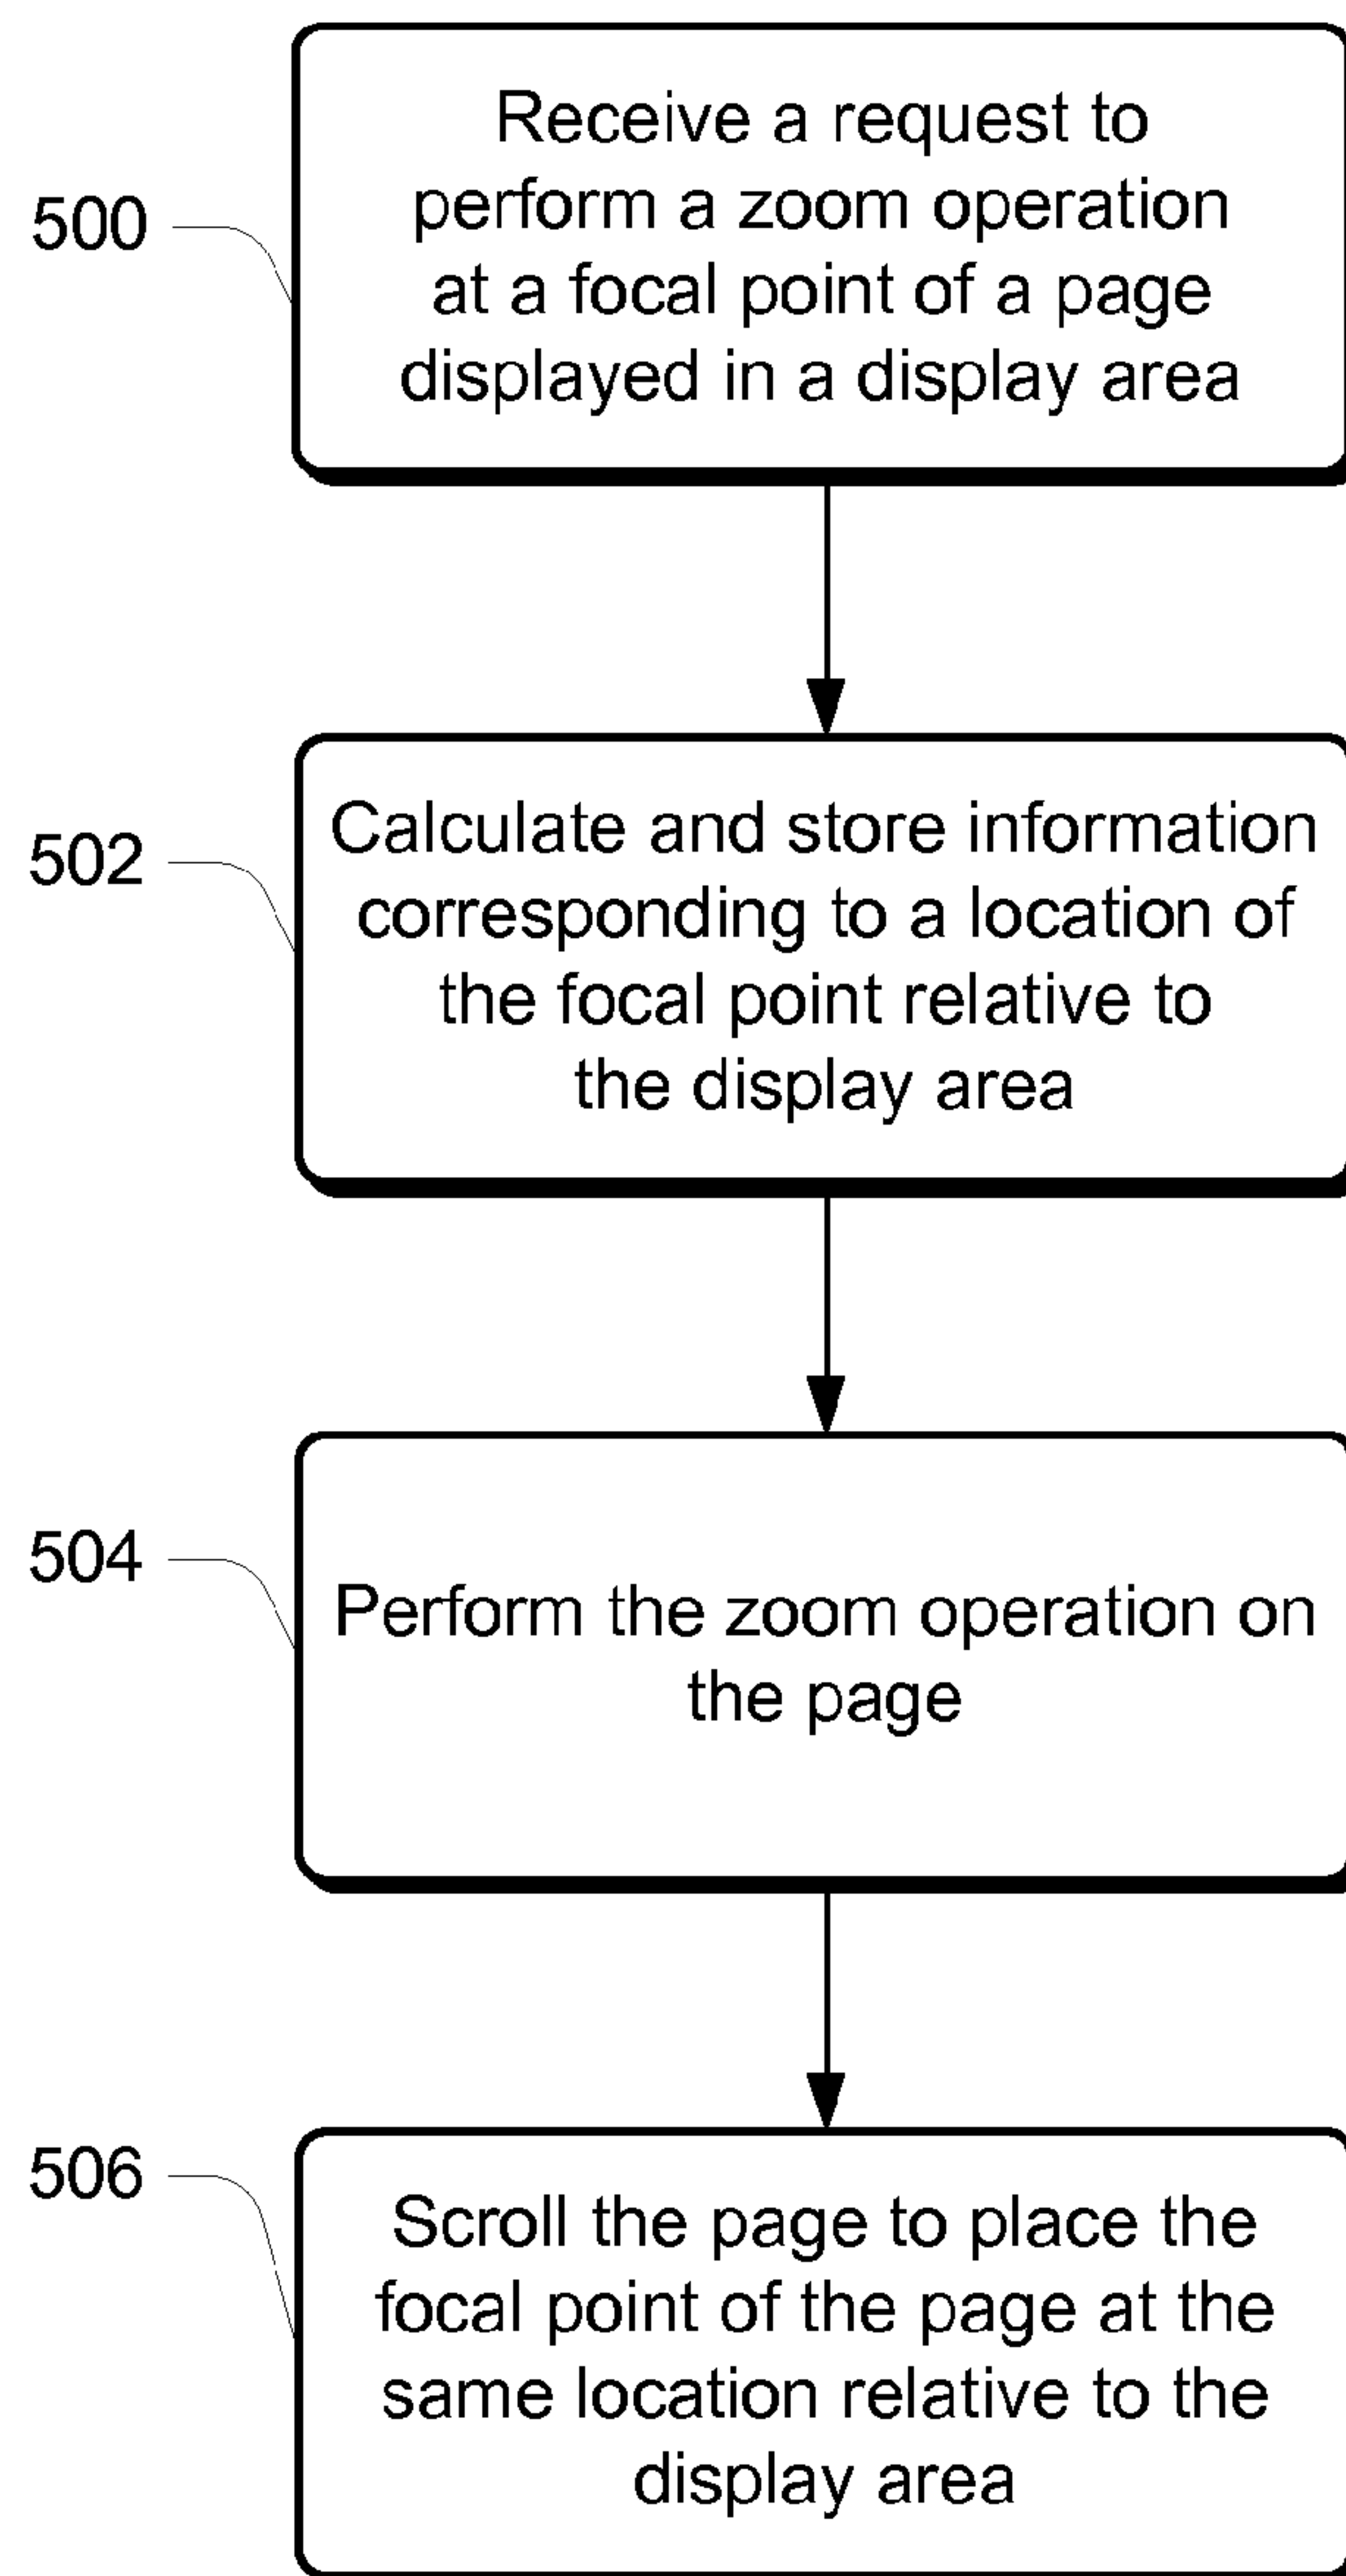 500
Receive a request to
perform a zoom operation
at a focal point of a page
displayed in a display area
502
Calculate and store information
corresponding to a location of
the focal point relative to
the display area
504
Perform the zoom operation on
the page
506
Scroll the page to place the
focal point of the page at the
same location relative to the
display area